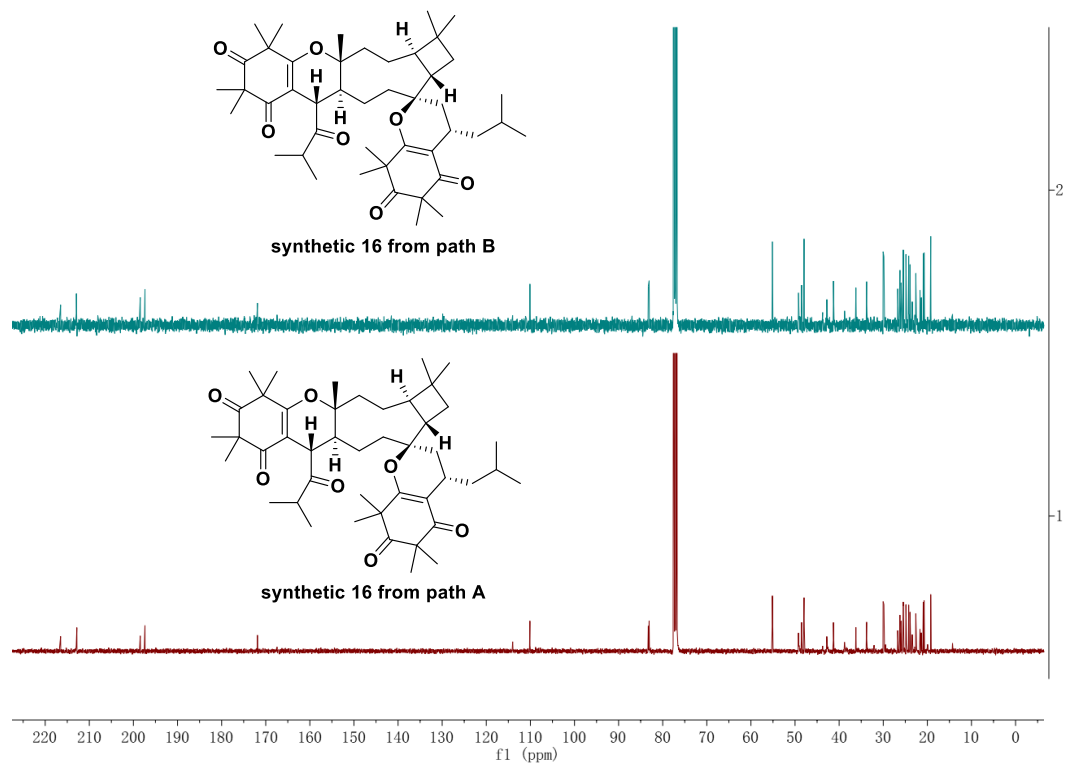 H
O
O
H
H
H
O
O
O
O
O
O
synthetic 16 from path B
2
H
O
O
H
H
H
O
O
O
O
O
O
synthetic 16 from path A
1
220 210 200 190 180 170 160 150 140 130 120 110 100 90 80 70 60 50 40 30 20 10 0
f1 (ppm)